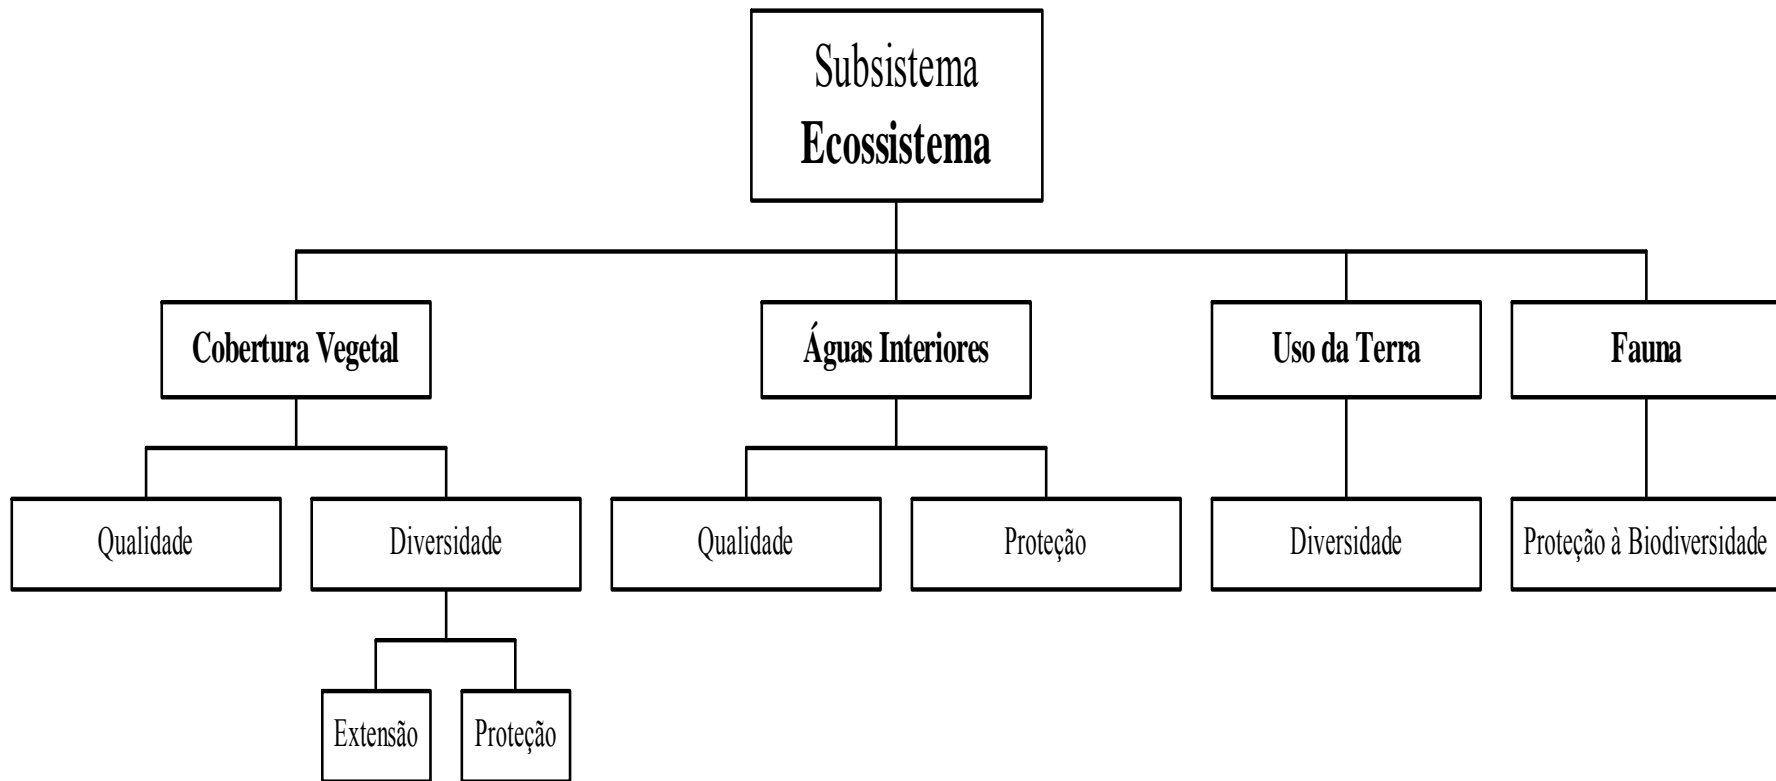 Subsistema
Ecossistema
Cobertura Vegetal
Águas Interiores
Uso da Terra
Fauna
Qualidade
Diversidade
Qualidade
Proteção
Diversidade
Proteção à Biodiversidade
Extensão
Proteção